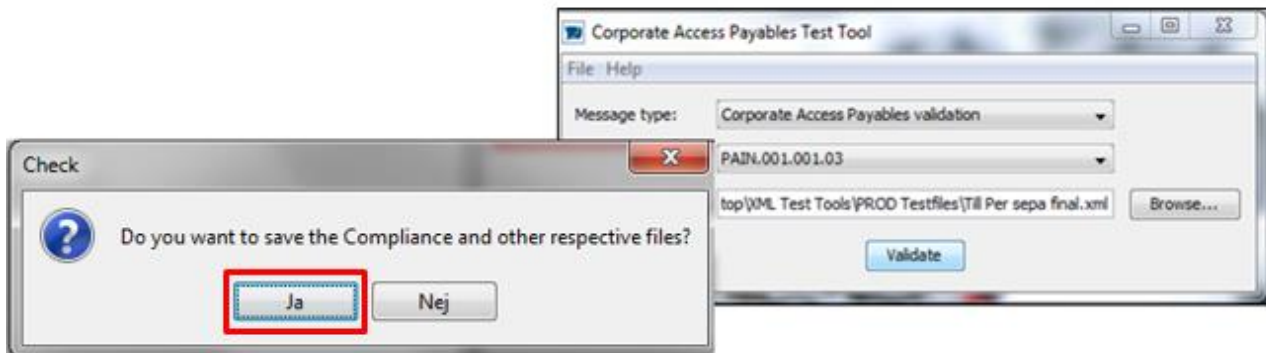 Corporate Access Payables Test Tool
File Help
Message type: Corporate Access Payables validation
PAIN.001.001.03
top\XML Test Tools\PROD Testfiles\Till Per sepa final.xml Browse...
Validate
Check
Do you want to save the Compliance and other respective files?
Ja Nej